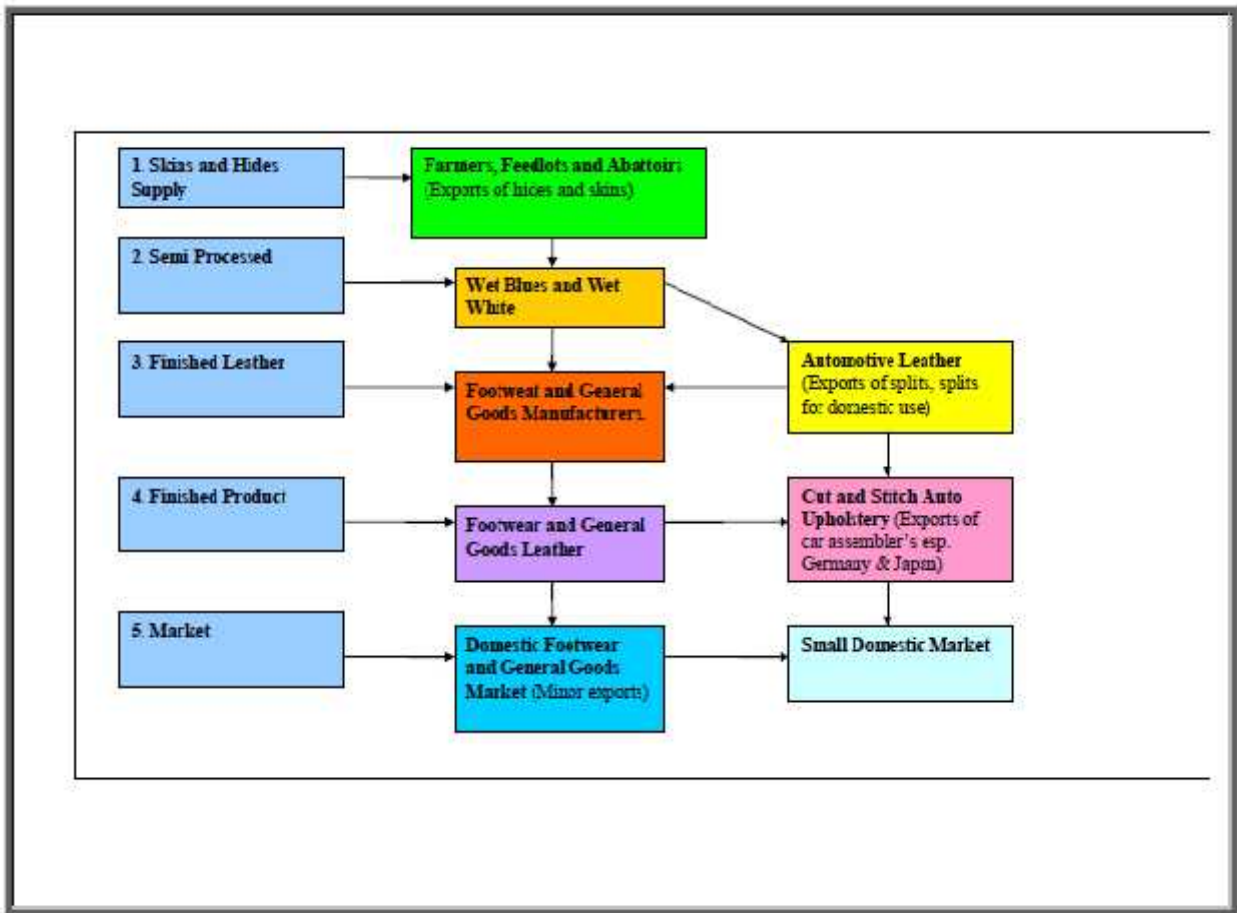 1. Skins and Hides
Supply
Farmers, Feedlots and Abattoirs
(Exports of hices and skins)
2. Semi Processed
Wet Blues and Wet
White
3. Finished Leather
Footweat and General
Goods Manufacturers.
Automotive Leather
(Exports of splits, splits
for domestic use)
4. Finished Product
Footwear and General
Goods Leather
Cut and Stitch Auto
Upholstery (Exports of
car assembler's esp.
Germany & Japan)
5. Market
Domestic Footwear
and General Goods
Market (Minor exports)
Small Domestic Market